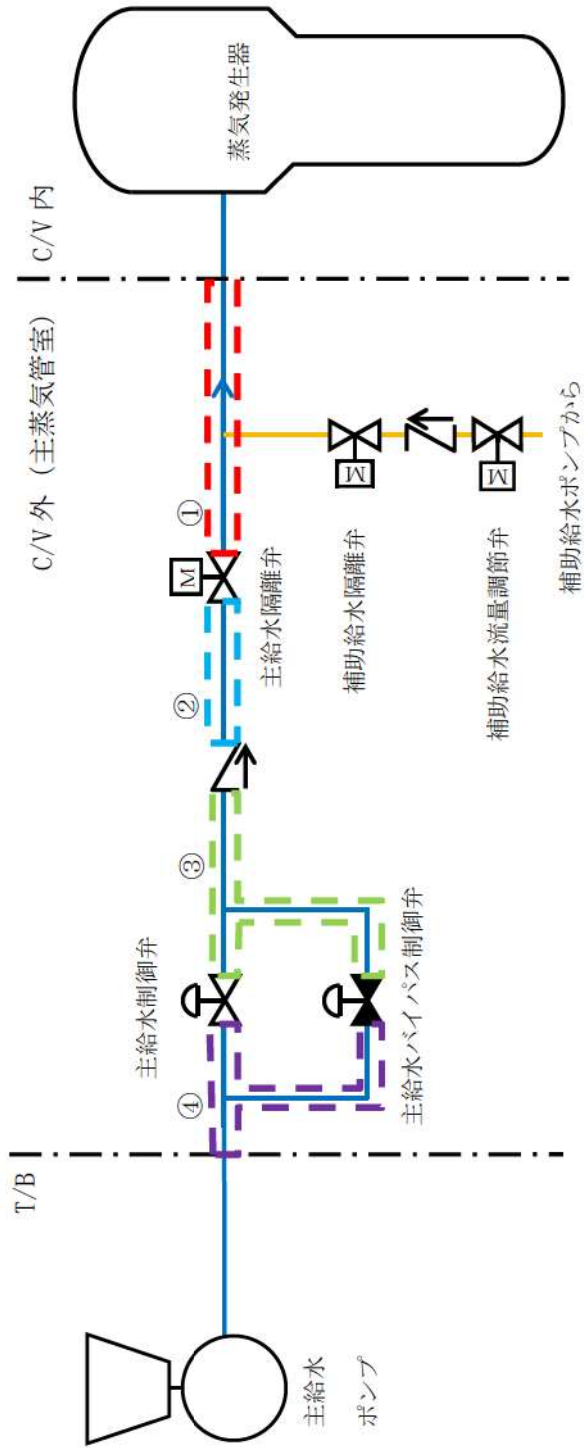 T/B
C/V 外 (主蒸気管室)
C/V 内
主給水
ポンプ
④
主給水制御弁
主給水バイパス制御弁
③
②
主給水隔離弁
M
①
補助給水隔離弁
M
補助給水流量調節弁
M
補助給水ポンプから
蒸気発生器